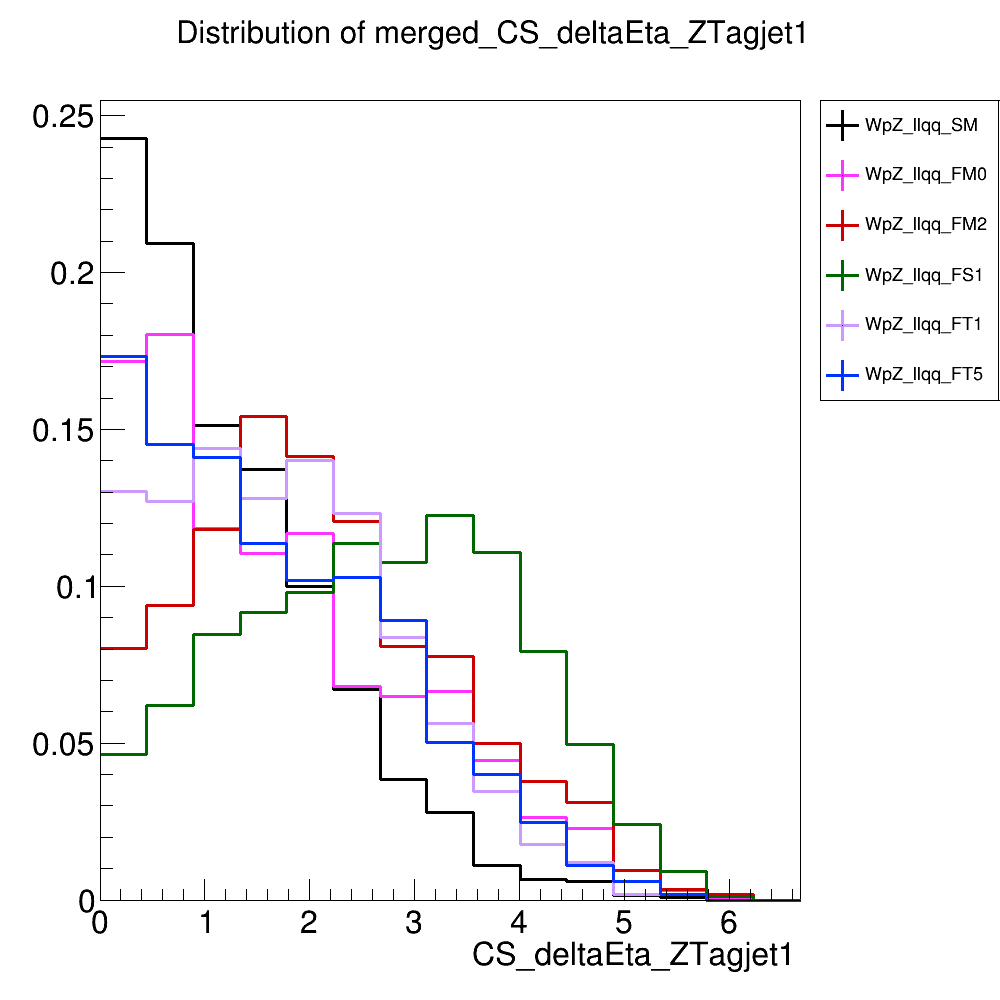 Distribution of merged_CS_deltaEta_ZTagjet1
0.25
0.2
0.15
0.1
0.05
0
0 1 2 3 4 5 6
CS_deltaEta_ZTagjet1
WpZ_llqq_SM
WpZ_llqq_FM0
WpZ_llqq_FM2
WpZ_llqq_FS1
WpZ_llqq_FT1
WpZ_llqq_FT5